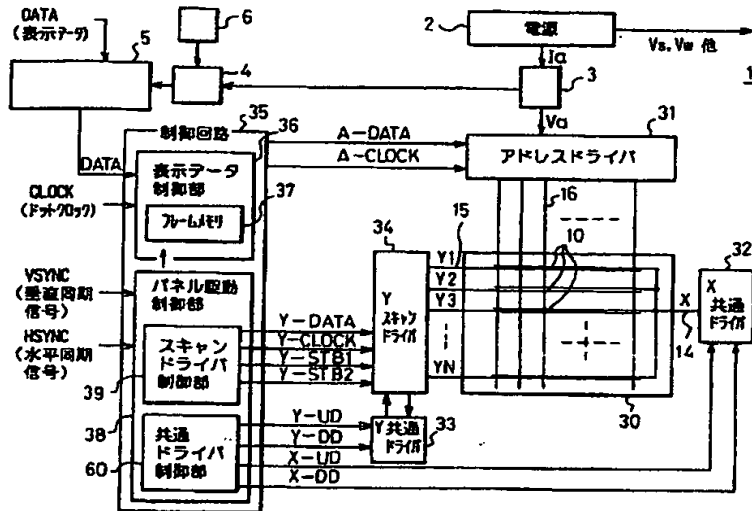 DATA
(表示データ)
5
6
4
2
電源
Vs.Vw 他
Ia
3
1
Va
31
アドレスドライバ
制御回路
35
36
A-DATA
A-CLOCK
DATA
表示データ
制御部
フレームメモリ
37
CLOCK
(ドットクロック)
16
10
34
15
32
VSYNC
(垂直同期
信号)
HSYNC
(水平同期
信号)
パネル駆動
制御部
スキャン
ドライバ
制御部
39
Y-DATA
Y-CLOCK
Y-STB1
Y-STB2
Y
スキャン
ドライバ
Y1
Y2
Y3
YN
X
14
X
共通
ドライバ
30
38
共通
ドライバ
制御部
60
Y-UD
Y-DD
X-UD
X-DD
Y共通
ドライバ
33